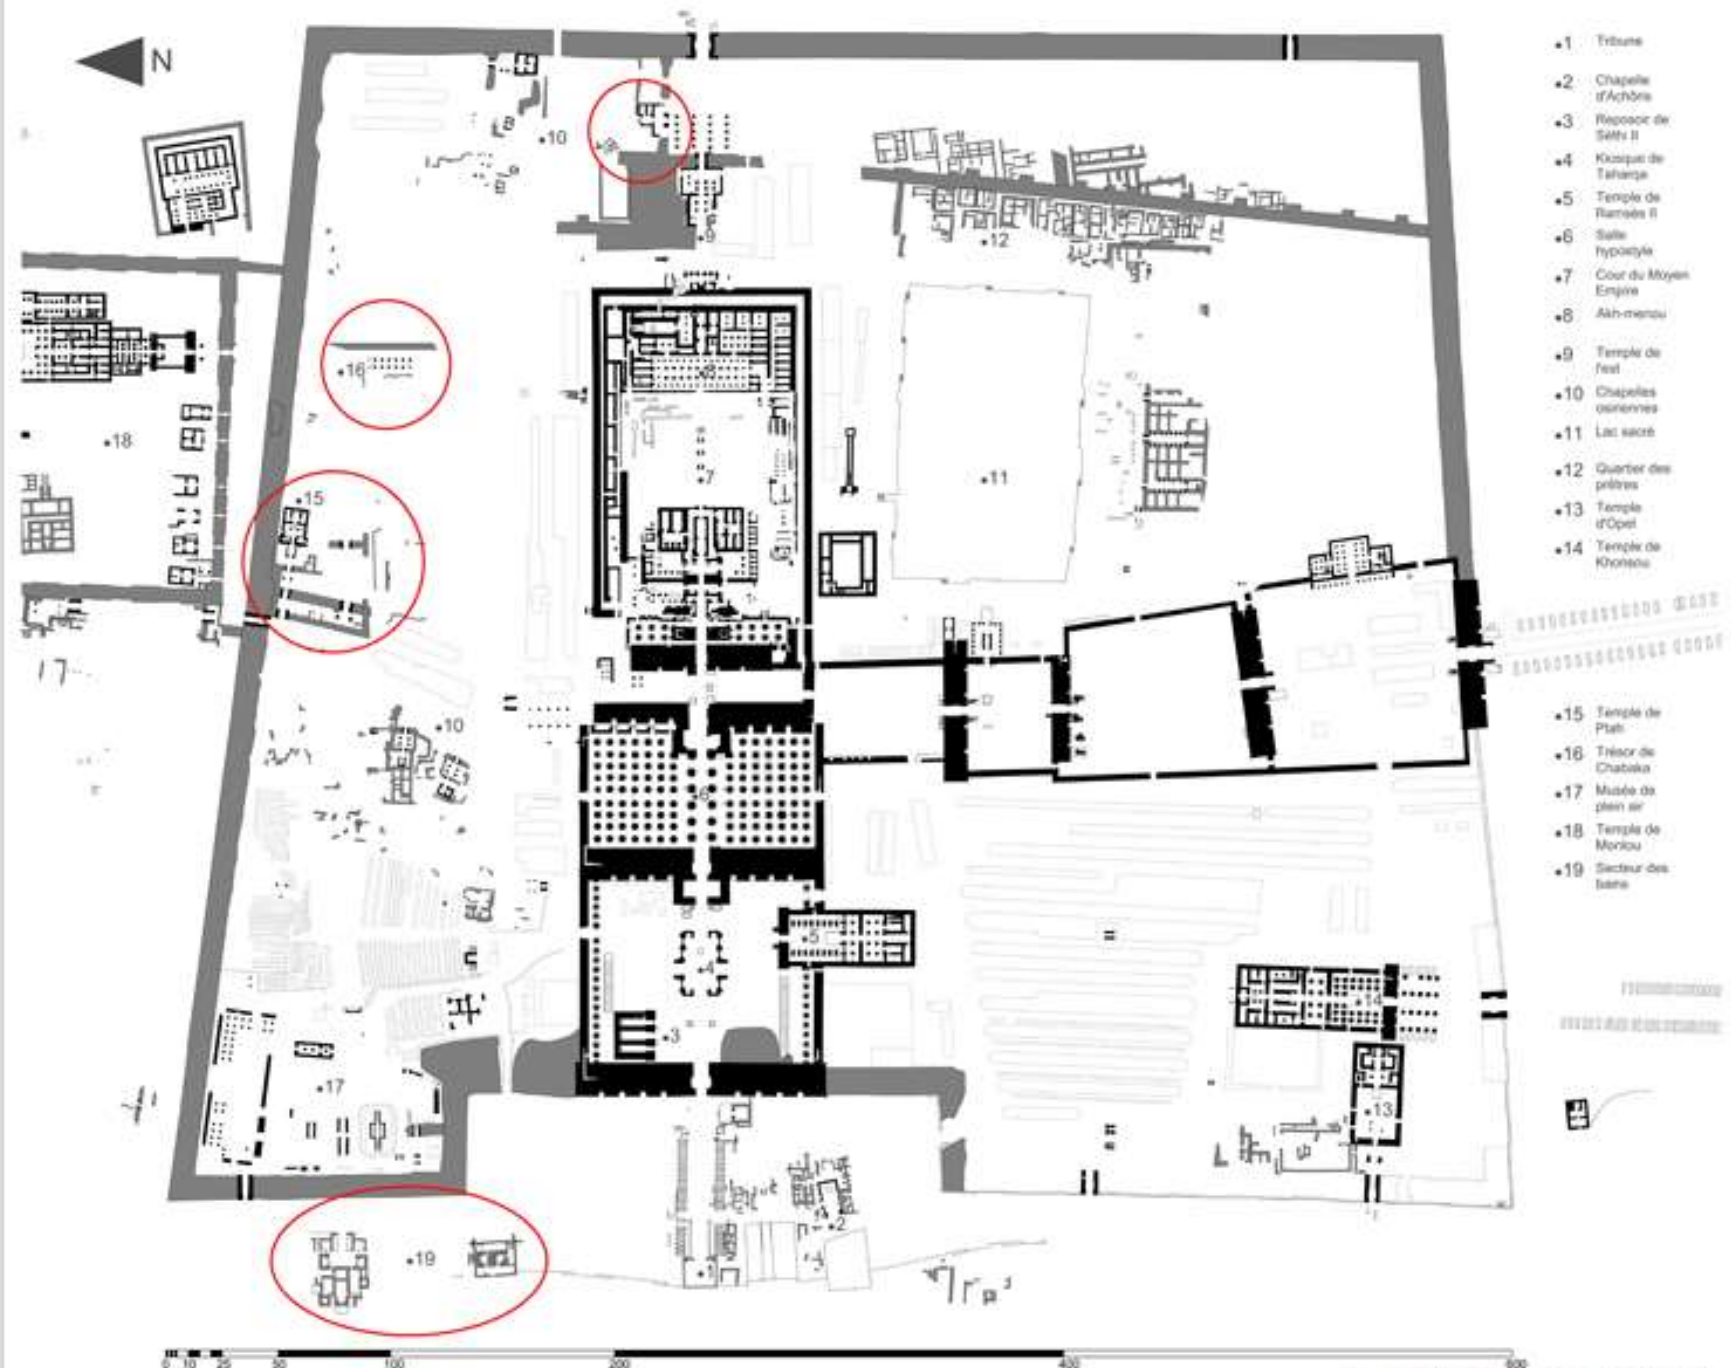 N
•1 Tribune
•2 Chapelle
d'Achôris
•3 Reposoir de
Séthi II
•4 Kiosque de
Taharqa
•5 Temple de
Ramsès II
•6 Salle
hypostyle
•7 Cour du Moyen
Empire
•8 Akh-menou
•9 Temple de
l'est
•10 Chapelles
osiriennes
•11 Lac sacré
•12 Quartier des
prêtres
•13 Temple
d'Opet
•14 Temple de
Khonsou
•15 Temple de
Ptah
•16 Trésor de
Chabaka
•17 Musée de
plein air
•18 Temple de
Montou
•19 Secteur des
bains
•10
•9
•12
•16
•18
8
•15
•7
•11
•10
•6
•5
•4
•14
•3
•17
•13
•2
•19
•1
0 10 25 50 100 200 400 600